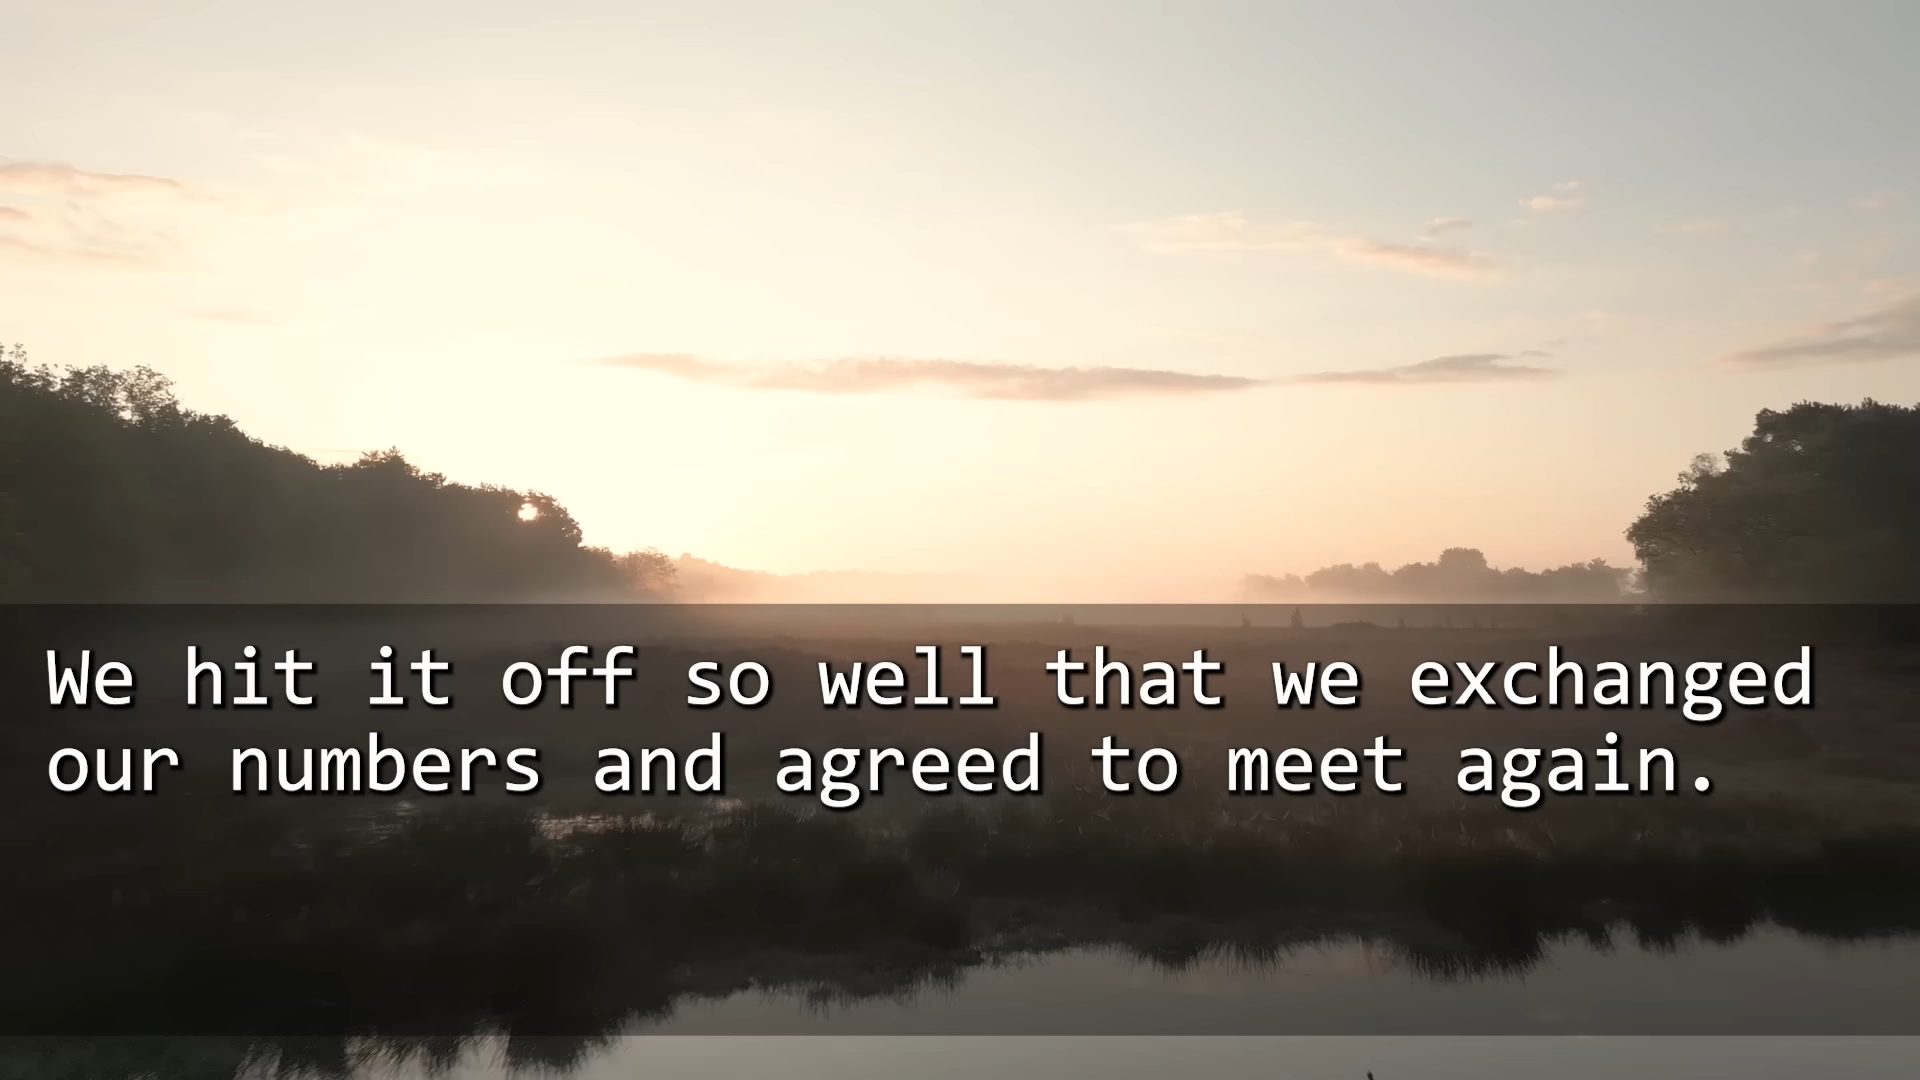 We hit it off so well that we exchanged
our numbers and agreed to meet again.